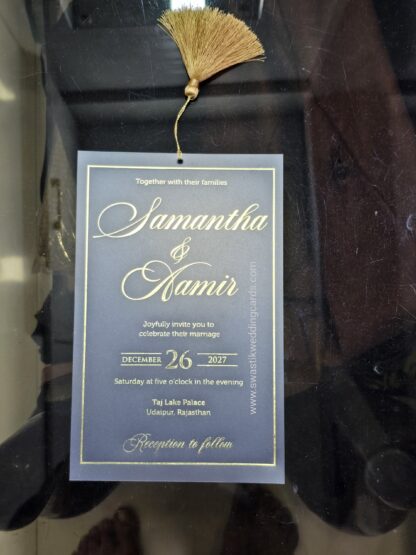 Together with their families
Samantha
&
Aamir
Joyfully invite you to
celebrate their marriage
DECEMBER 26 2027
Saturday at five o'clock in the evening
Taj Lake Palace
Udaipur, Rajasthan
Reception to follow
www.swastikweddingcards.com